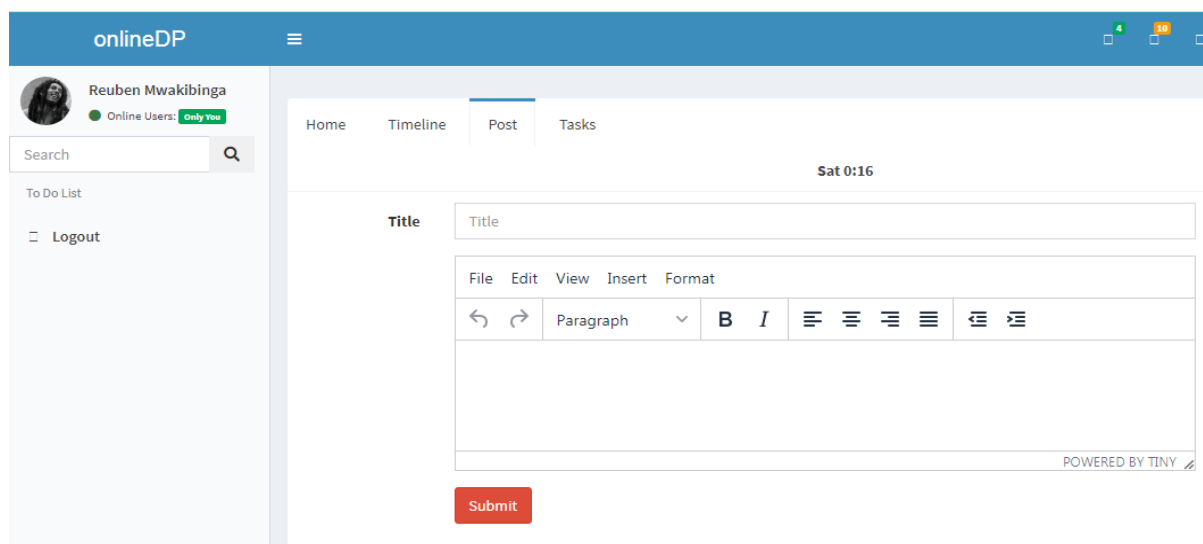 onlineDP
4
10
Reuben Mwakibinga
Online Users: Only You
Search
To Do List
Logout
Home Timeline Post Tasks
Sat 0:16
Title Title
File Edit View Insert Format
Paragraph B I
POWERED BY TINY
Submit